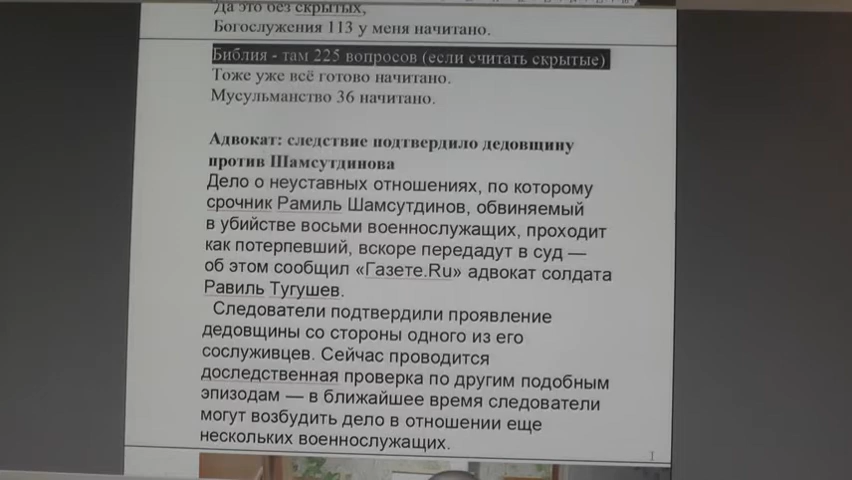 Да это без скрытых,
Богослужения 113 у меня начитано.
Библия - там 225 вопросов (если считать скрытые)
Тоже уже всё готово начитано.
Мусульманство 36 начитано.
Адвокат: следствие подтвердило дедовщину
против Шамсутдинова
Дело о неуставных отношениях, по которому
срочник Рамиль Шамсутдинов, обвиняемый
в убийстве восьми военнослужащих, проходит
как потерпевший, вскоре передадут в суд —
об этом сообщил «Газете.Ru» адвокат солдата
Равиль Тугушев.
Следователи подтвердили проявление
дедовщины со стороны одного из его
сослуживцев. Сейчас проводится
доследственная проверка по другим подобным
эпизодам — в ближайшее время следователи
могут возбудить дело в отношении еще
нескольких военнослужащих.
1